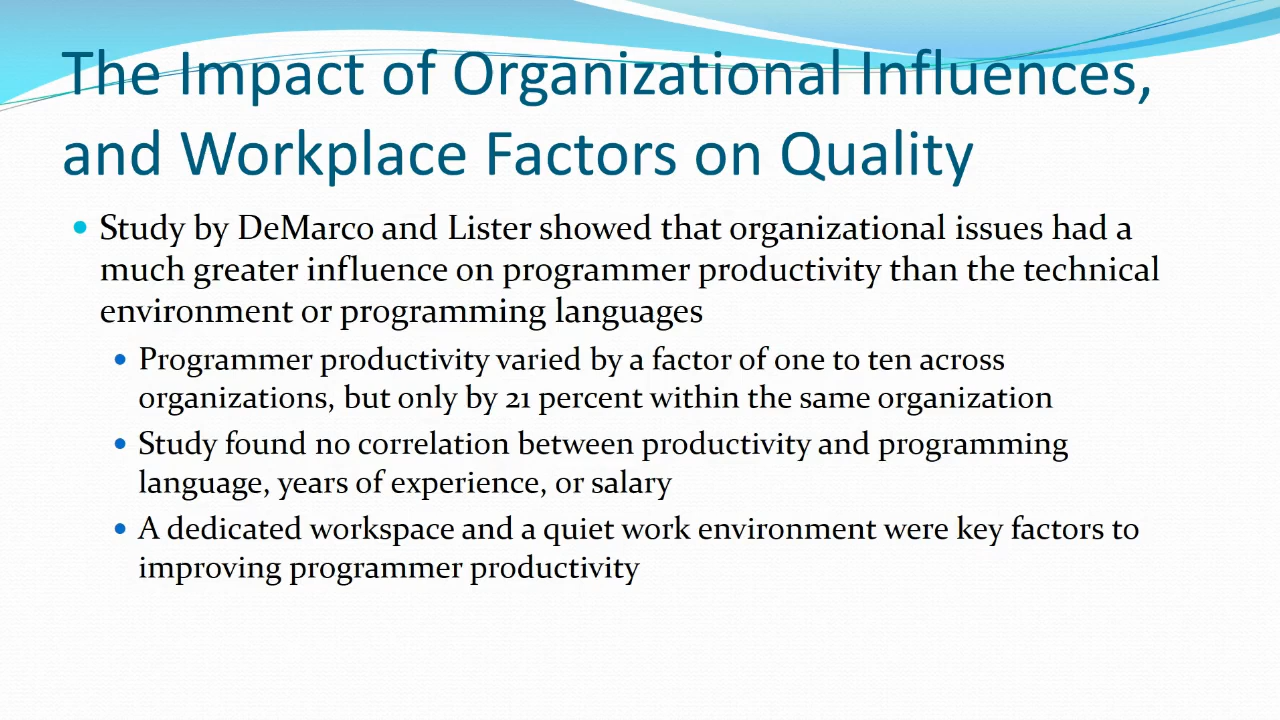 The Impact of Organizational Influences,
and Workplace Factors on Quality
• Study by DeMarco and Lister showed that organizational issues had a
much greater influence on programmer productivity than the technical
environment or programming languages
• Programmer productivity varied by a factor of one to ten across
organizations, but only by 21 percent within the same organization
• Study found no correlation between productivity and programming
language, years of experience, or salary
• A dedicated workspace and a quiet work environment were key factors to
improving programmer productivity